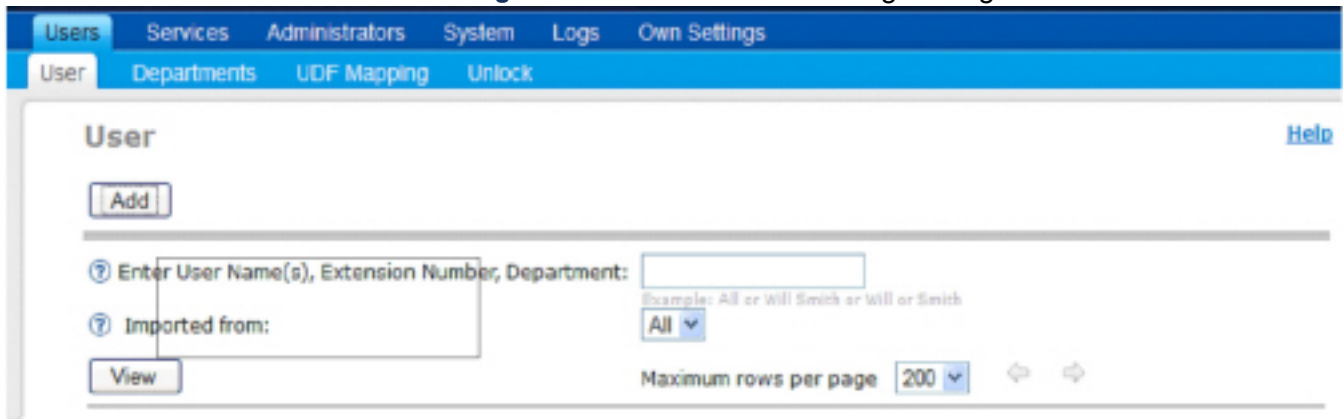 Users Services Administrators System Logs Own Settings
User Departments UDF Mapping Unlock
User Help
Add
Enter User Name(s), Extension Number, Department:
Example: All or Will Smith or Will or Smith
Imported from: All
View Maximum rows per page 200